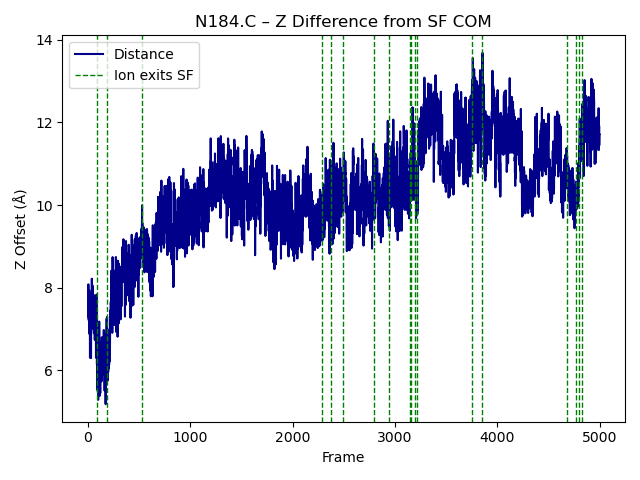 N184.C – Z Difference from SF COM
Distance
Ion exits SF
Z Offset (Å)
14
12
10
8
6
0 1000 2000 3000 4000 5000
Frame